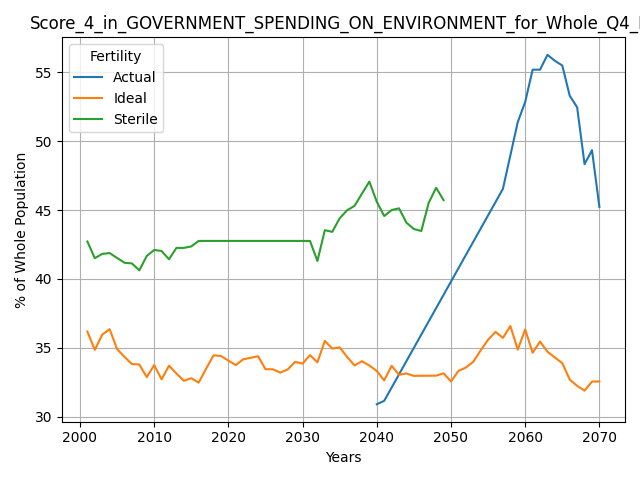 Score_4_in_GOVERNMENT_SPENDING_ON_ENVIRONMENT_for_Whole_Q4_
Fertility
Actual
Ideal
Sterile
% of Whole Population
55
50
45
40
35
30
2000 2010 2020 2030 2040 2050 2060 2070
Years